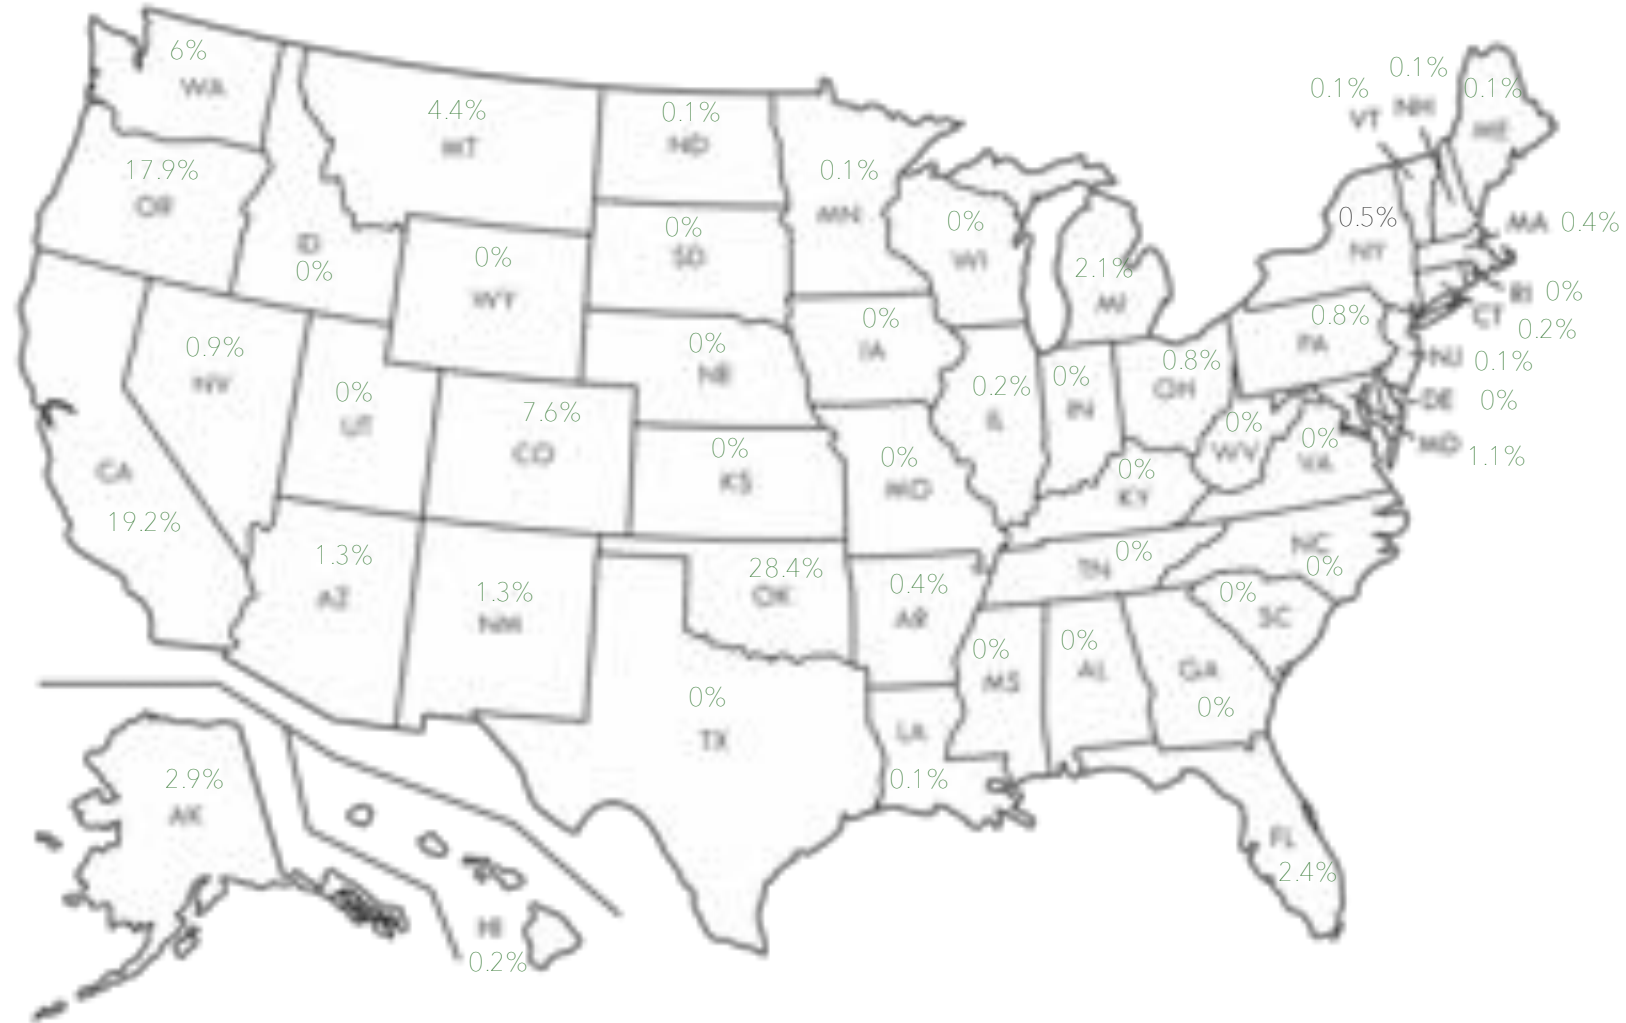 6%
WA
4.4%
MT
0.1%
ND
0.1%
MN
0.1%
VT
0.1%
NH
0.1%
ME
17.9%
OR
ID
0%
0%
WY
0%
SD
0%
WI
2.1%
MI
0.5%
NY
MA 0.4%
RI 0%
CT
0.2%
0.8%
PA
NJ 0.1%
DE 0%
MD 1.1%
0.9%
NV
0%
UT
7.6%
CO
0%
NE
0%
IA
0.2%
IL
0%
IN
0.8%
OH
0%
WV
0%
VA
CA
19.2%
0%
KS
0%
MO
0%
KY
1.3%
AZ
1.3%
NM
28.4%
OK
0.4%
AR
0%
TN
NC
0%
0%
SC
0%
MS
0%
AL
GA
0%
0%
TX
LA
0.1%
FL
2.4%
2.9%
AK
HI
0.2%